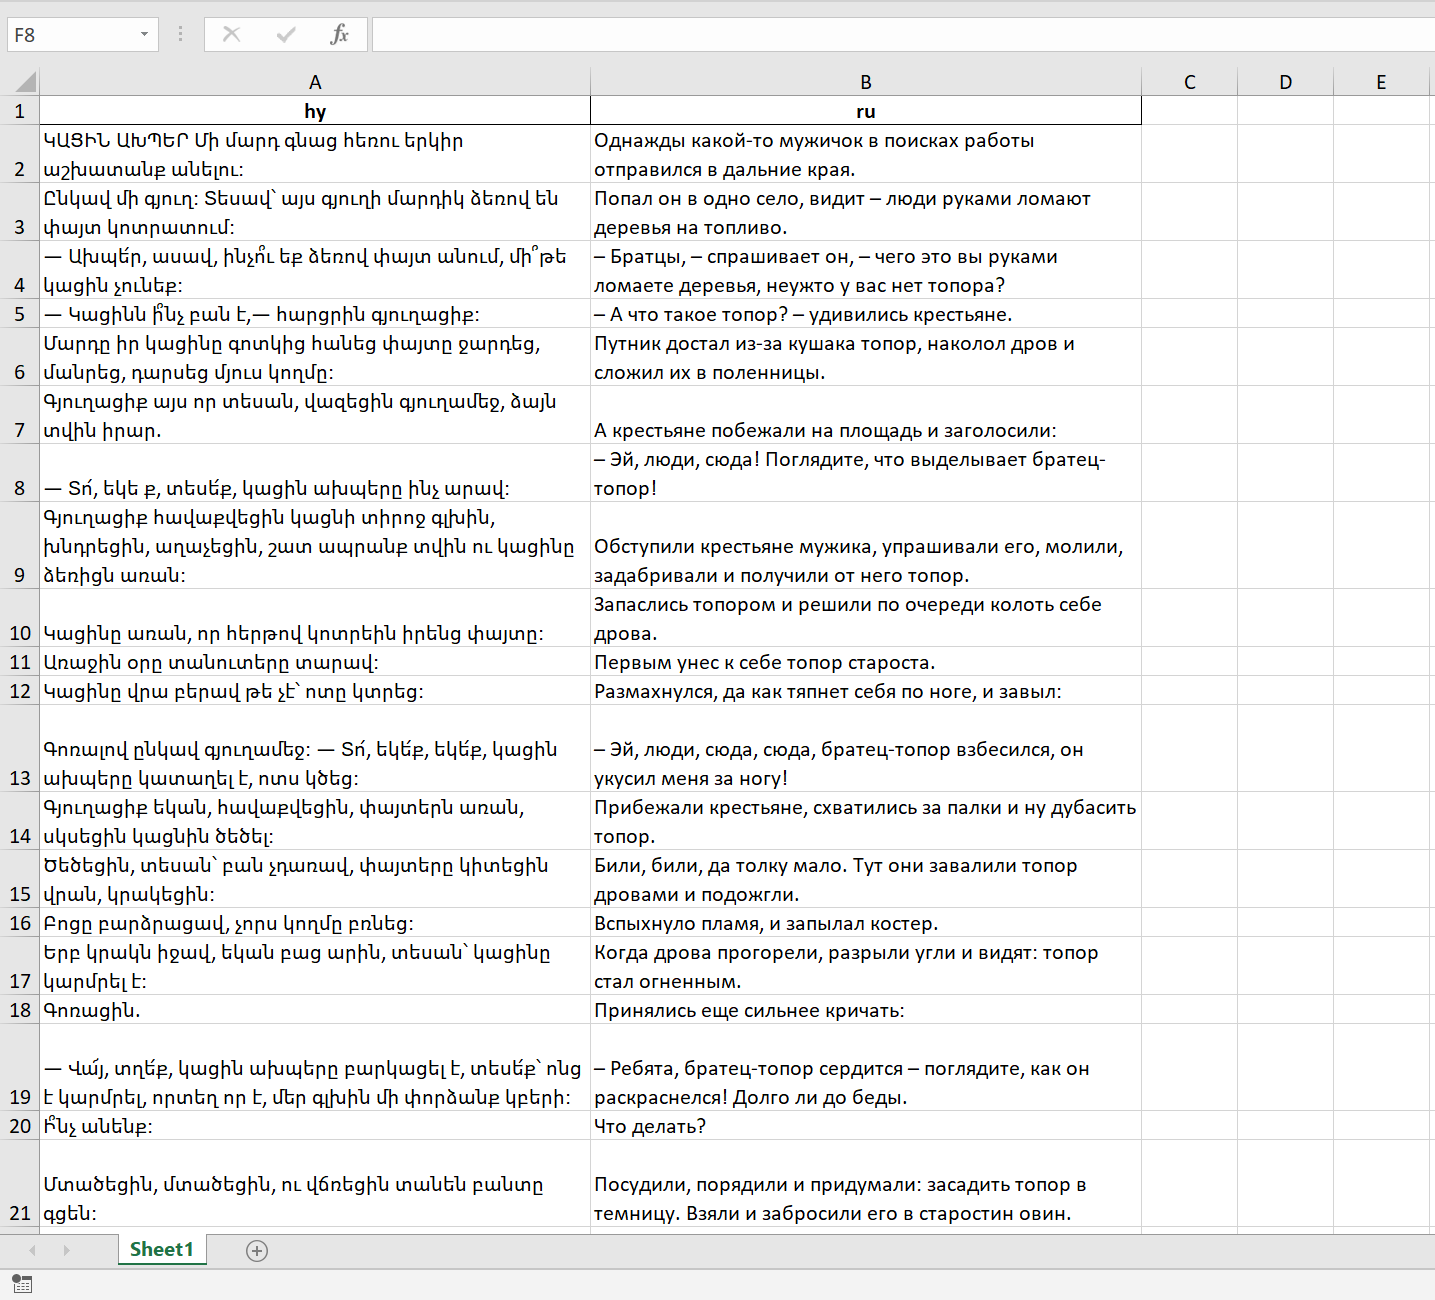 F8
fx
A B C D E
1 hy ru
2 ԿԱՑԻՆ ԱԽՊԵՐ Մի մարդ գնաց հեռու երկիր
աշխատանք անելու:
Однажды какой-то мужичок в поисках работы
отправился в дальние края.
3 Ընկավ մի գյուղ: Տեսավ՝ այս գյուղի մարդիկ ձեռով են
փայտ կոտրատում:
Попал он в одно село, видит – люди руками ломают
деревья на топливо.
4 — Ախպե՛ր, ասավ, ինչո՞ւ եք ձեռով փայտ անում, մի՞թե
կացին չունեք:
– Братцы, – спрашивает он, – чего это вы руками
ломаете деревья, неужто у вас нет топора?
5 — Կացինն ի՞նչ բան է,— հարցրին գյուղացիք:
– А что такое топор? – удивились крестьяне.
6 Մարդը իր կացինը գոտկից հանեց փայտը ջարդեց,
մանրեց, դարսեց մյուս կողմը:
Путник достал из-за кушака топор, наколол дров и
сложил их в поленницы.
7 Գյուղացիք այս որ տեսան, վազեցին գյուղամեջ, ձայն
տվին իրար.
А крестьяне побежали на площадь и заголосили:
8 — Տո՛, եկե ք, տեսե՛ք, կացին ախպերը ինչ արավ:
– Эй, люди, сюда! Поглядите, что выделывает братец-
топор!
9 Գյուղացիք հավաքվեցին կացնի տիրոջ գլխին,
խնդրեցին, աղաչեցին, շատ ապրանք տվին ու կացինը
ձեռիցն առան:
Обступили крестьяне мужика, упрашивали его, молили,
задабривали и получили от него топор.
10 Կացինը առան, որ հերթով կոտրեին իրենց փայտը:
Запаслись топором и решили по очереди колоть себе
дрова.
11 Առաջին օրը տանուտերը տարավ:
Первым унес к себе топор староста.
12 Կացինը վրա բերավ թե չէ՝ ոտը կտրեց:
Размахнулся, да как тяпнет себя по ноге, и завыл:
13 Գոռալով ընկավ գյուղամեջ: — Տո՛, եկե՛ք, եկե՛ք, կացին
ախպերը կատաղել է, ոտս կծեց:
– Эй, люди, сюда, сюда, братец-топор взбесился, он
укусил меня за ногу!
14 Գյուղացիք եկան, հավաքվեցին, փայտերն առան,
սկսեցին կացնին ծեծել:
Прибежали крестьяне, схватились за палки и ну дубасить
топор.
15 Ծեծեցին, տեսան՝ բան չդառավ, փայտերը կիտեցին
վրան, կրակեցին:
Били, били, да толку мало. Тут они завалили топор
дровами и подожгли.
16 Բոցը բարձրացավ, չորս կողմը բռնեց:
Вспыхнуло пламя, и запылал костер.
17 Երբ կրակն իջավ, եկան բաց արին, տեսան՝ կացինը
կարմրել է:
Когда дрова прогорели, разрыли угли и видят: топор
стал огненным.
18 Գոռացին.
Принялись еще сильнее кричать:
19 — Վա՜յ, տղե՛ք, կացին ախպերը բարկացել է, տեսե՛ք՝ ոնց
է կարմրել, որտեղ որ է, մեր գլխին մի փորձանք կբերի:
– Ребята, братец-топор сердится – поглядите, как он
раскраснелся! Долго ли до беды.
20 Ի՞նչ անենք:
Что делать?
21 Մտածեցին, մտածեցին, ու վճռեցին տանեն բանտը
գցեն:
Посудили, порядили и придумали: засадить топор в
темницу. Взяли и забросили его в старостин овин.
Sheet1